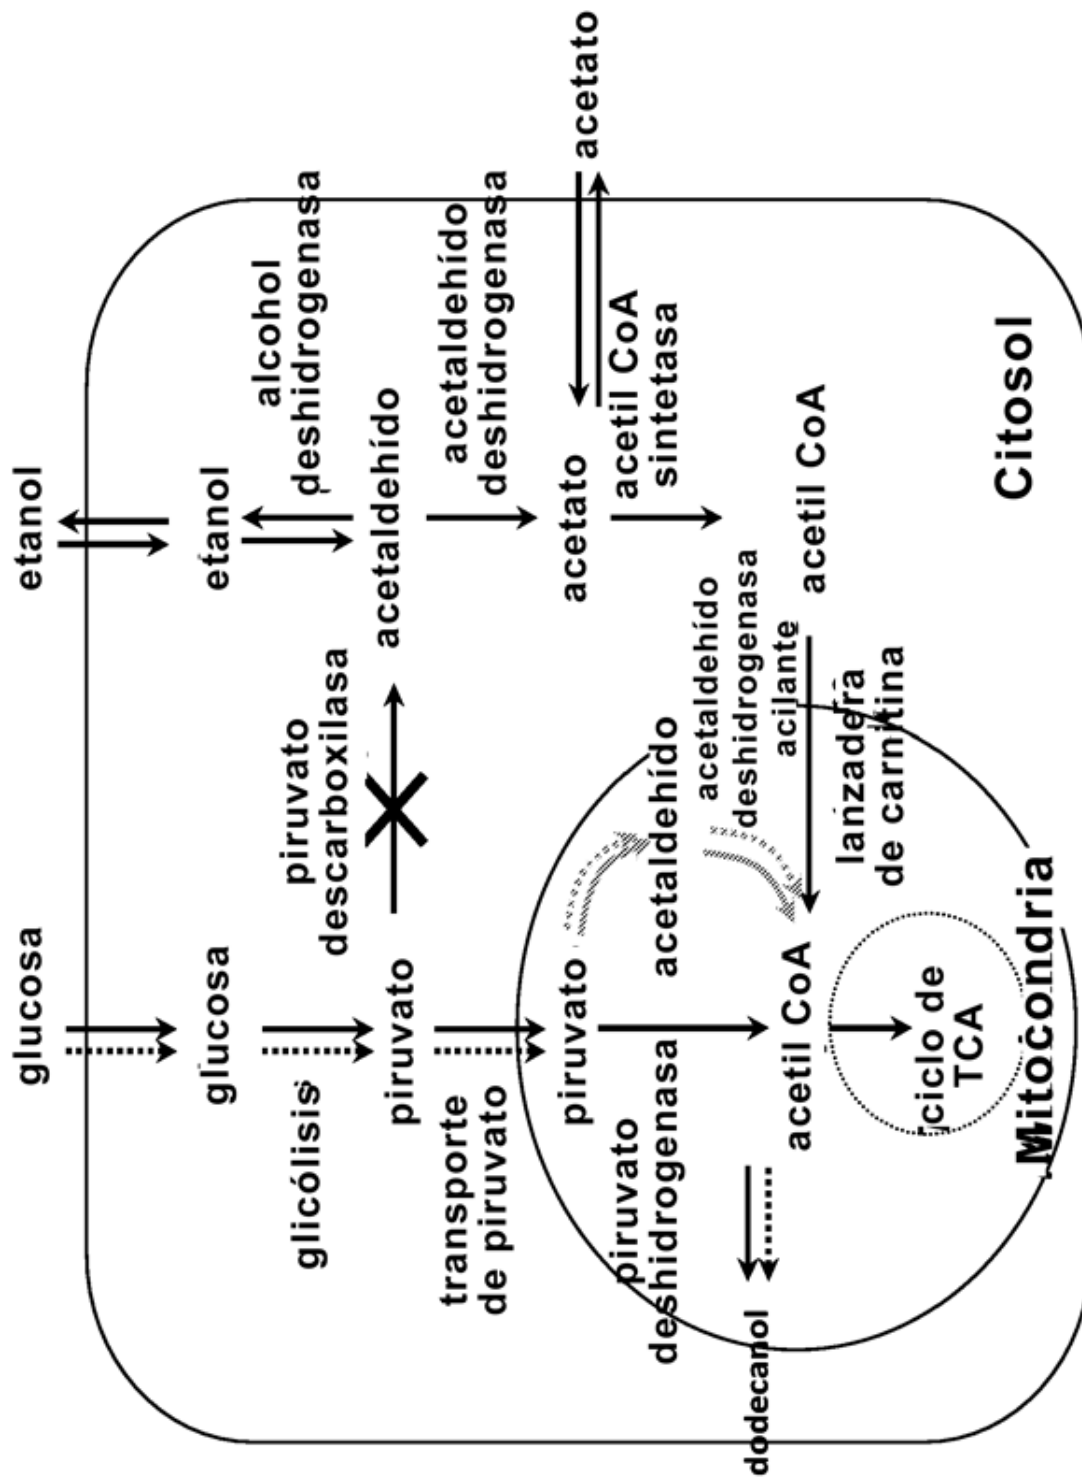 glucosa
etanol
glucosa
etanol
glicólisis
piruvato
descarboxilasa
alcohol
deshidrogenasa
piruvato
acetaldehído
transporte
de piruvato
acetaldehído
deshidrogenasa
piruvato
acetato
acetato
piruvato
deshidrogenasa
acetaldehído
acetil CoA
sintetasa
acetaldehído
deshidrogenasa
acilante
dodecanol
acetil CoA
acetil CoA
lanzadera
de carnitina
ciclo de
TCA
Mitocondria
Citosol